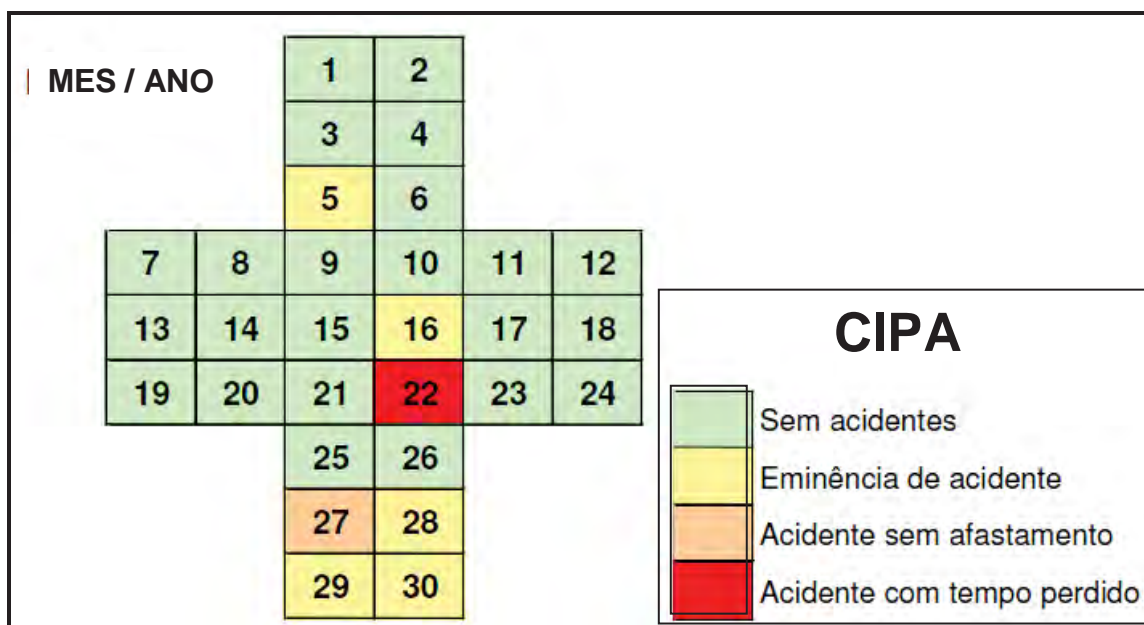 MES / ANO
1 2
3 4
5 6
7 8 9 10 11 12
13 14 15 16 17 18
19 20 21 22 23 24
25 26
27 28
29 30
CIPA
Sem acidentes
Eminência de acidente
Acidente sem afastamento
Acidente com tempo perdido